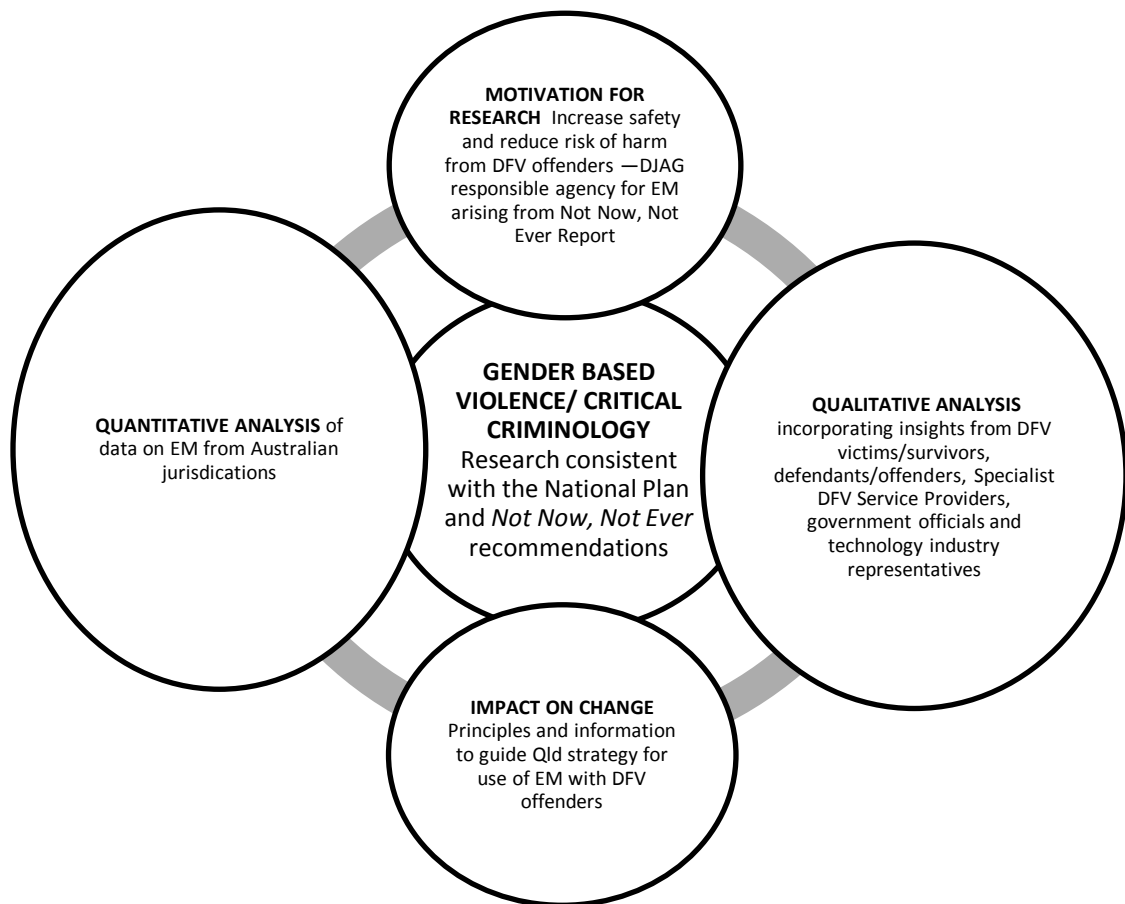 MOTIVATION FOR
RESEARCH Increase safety
and reduce risk of harm
from DFV offenders —DJAG
responsible agency for EM
arising from Not Now, Not
Ever Report
QUANTITATIVE ANALYSIS of
data on EM from Australian
jurisdications
GENDER BASED
VIOLENCE/ CRITICAL
CRIMINOLOGY
Research consistent
with the National Plan
and Not Now, Not Ever
recommendations
QUALITATIVE ANALYSIS
incorporating insights from DFV
victims/survivors,
defendants/offenders, Specialist
DFV Service Providers,
government officials and
technology industry
representatives
IMPACT ON CHANGE
Principles and information
to guide Qld strategy for
use of EM with DFV
offenders